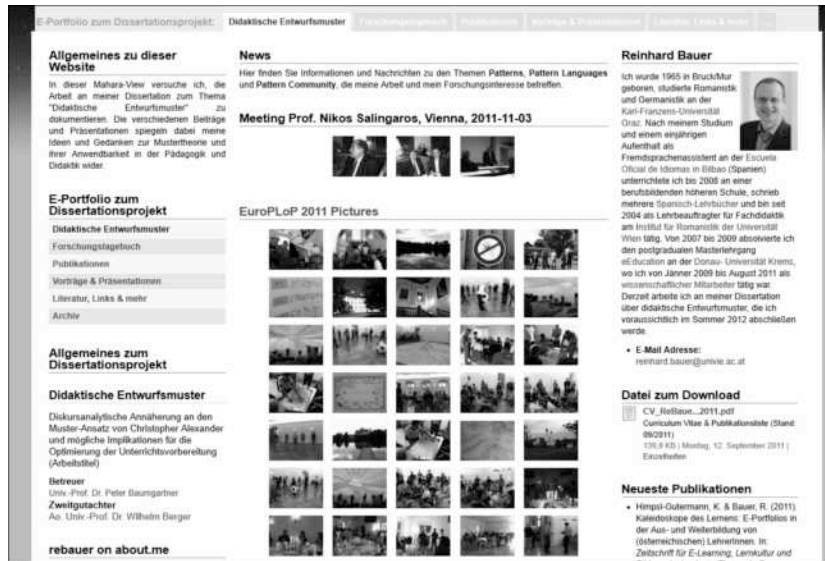 E-Portfolio zum Dissertationsprojekt:
Didaktische Entwurfsmuster
Forschungstagebuch
Publikationen
Vorträge & Präsentationen
Literatur, Links & mehr
...
Allgemeines zu dieser
Website
In dieser Mahara-View versuche ich, die
Arbeit an meiner Dissertation zum Thema
"Didaktische Entwurfsmuster" zu
dokumentieren. Die verschiedenen Beiträge
und Präsentationen spiegeln dabei meine
Ideen und Gedanken zur Mustertheorie und
ihrer Anwendbarkeit in der Pädagogik und
Didaktik wider.
E-Portfolio zum
Dissertationsprojekt
Didaktische Entwurfsmuster
Forschungstagebuch
Publikationen
Vorträge & Präsentationen
Literatur, Links & mehr
Archiv
Allgemeines zum
Dissertationsprojekt
Didaktische Entwurfsmuster
Diskursanalytische Annäherung an den
Muster-Ansatz von Christopher Alexander
und mögliche Implikationen für die
Optimierung der Unterrichtsvorbereitung
(Arbeitstitel)
Betreuer
Univ.-Prof. Dr. Peter Baumgartner
Zweitgutachter
Ao. Univ.-Prof. Dr. Wilhelm Berger
rebauer on about.me
News
Hier finden Sie Informationen und Nachrichten zu den Themen Patterns, Pattern Languages
und Pattern Community, die meine Arbeit und mein Forschungsinteresse betreffen.
Meeting Prof. Nikos Salingaros, Vienna, 2011-11-03
EuroPLoP 2011 Pictures
Reinhard Bauer
Ich wurde 1965 in Bruck/Mur
geboren, studierte Romanistik
und Germanistik an der
Karl-Franzens-Universität
Graz. Nach meinem Studium
und einem einjährigen
Aufenthalt als
Fremdsprachenassistent an der Escuela
Oficial de Idiomas in Bilbao (Spanien)
unterrichtete ich bis 2008 an einer
berufsbildenden höheren Schule, schrieb
mehrere Spanisch-Lehrbücher und bin seit
2004 als Lehrbeauftragter für Fachdidaktik
am Institut für Romanistik der Universität
Wien tätig. Von 2007 bis 2009 absolvierte ich
den postgradualen Masterlehrgang
eEducation an der Donau- Universität Krems,
wo ich von Jänner 2009 bis August 2011 als
wissenschaftlicher Mitarbeiter tätig war.
Derzeit arbeite ich an meiner Dissertation
über didaktische Entwurfsmuster, die ich
voraussichtlich im Sommer 2012 abschließen
werde.
• E-Mail Adresse:
reinhard.bauer@univie.ac.at
Datei zum Download
CV_ReBaue...2011.pdf
Curriculum Vitae & Publikationsliste (Stand:
09/2011)
139,8 KB | Montag, 12. September 2011 |
Einzelheiten
Neueste Publikationen
• Himpsl-Gutermann, K. & Bauer, R. (2011).
Kaleidoskope des Lernens: E-Portfolios in
der Aus- und Weiterbildung von
(österreichischen) LehrerInnen. In:
Zeitschrift für E-Learning, Lernkultur und